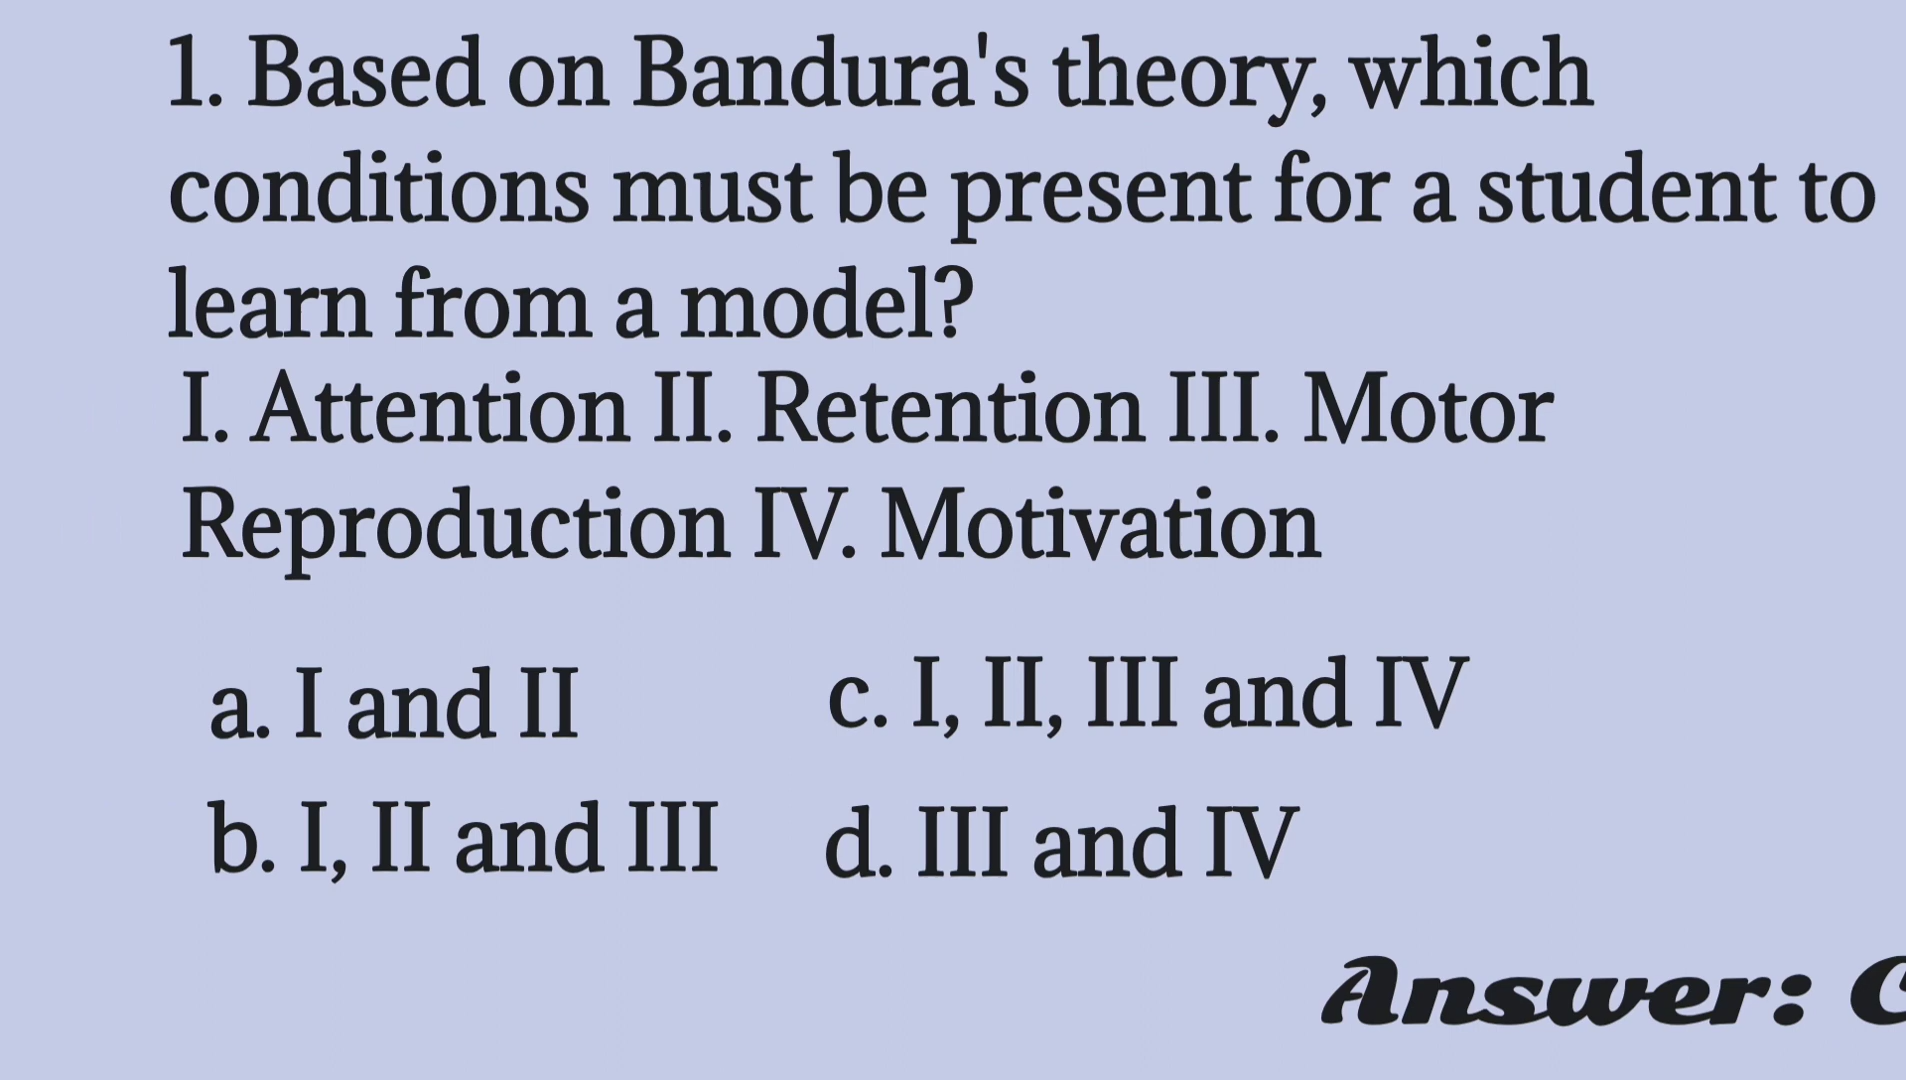 1. Based on Bandura's theory, which
conditions must be present for a student to
learn from a model?
I. Attention II. Retention III. Motor
Reproduction IV. Motivation
a. I and II
b. I, II and III
c. I, II, III and IV
d. III and IV
Answer: C